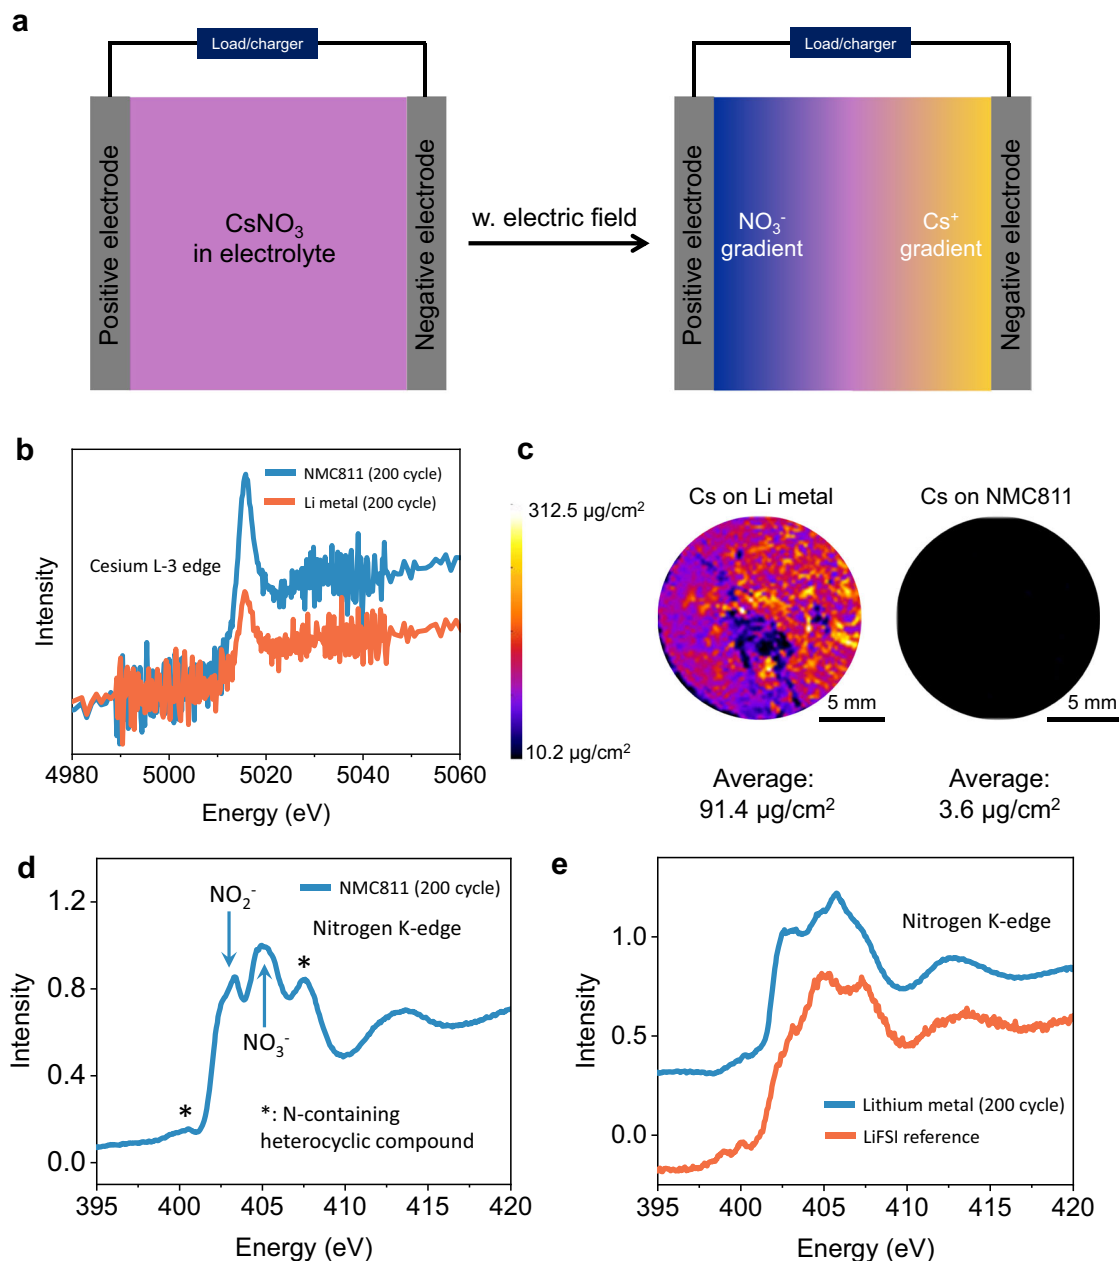 a
Load/charger
Load/charger
Positive electrode
CsNO₃
in electrolyte
Negative electrode
w. electric field
Positive electrode
NO₃⁻
gradient
Cs⁺
gradient
Negative electrode
b
NMC811 (200 cycle)
Li metal (200 cycle)
Cesium L-3 edge
Intensity
4980 5000 5020 5040 5060
Energy (eV)
c
312.5 µg/cm²
10.2 µg/cm²
Cs on Li metal
Cs on NMC811
5 mm
5 mm
Average:
91.4 µg/cm²
Average:
3.6 µg/cm²
d
NO₂⁻
NMC811 (200 cycle)
Nitrogen K-edge
*
NO₃⁻
*
*: N-containing
heterocyclic compound
Intensity
1.2
0.8
0.4
0.0
395 400 405 410 415 420
Energy (eV)
e
Nitrogen K-edge
Lithium metal (200 cycle)
LiFSI reference
Intensity
1.0
0.5
0.0
395 400 405 410 415 420
Energy (eV)